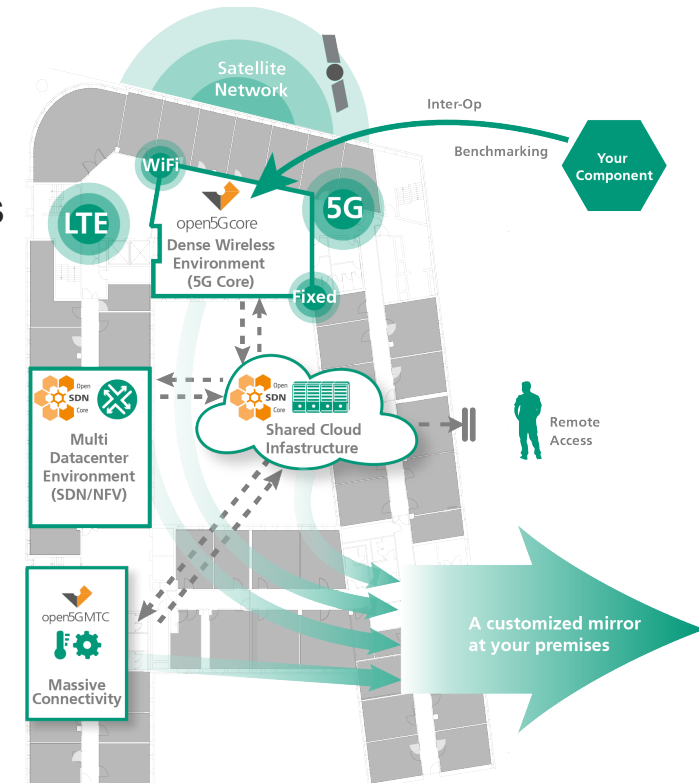 Satellite
Network
Inter-Op
Benchmarking
Your
Component
WiFi
LTE
5G
s
open5Gcore
Dense Wireless
Environment
(5G Core)
Fixed
Open
SDN
Core
Multi
Datacenter
Environment
(SDN/NFV)
Open
SDN
Core
Shared Cloud
Infastructure
Remote
Access
open5GMTC
Massive
Connectivity
A customized mirror
at your premises